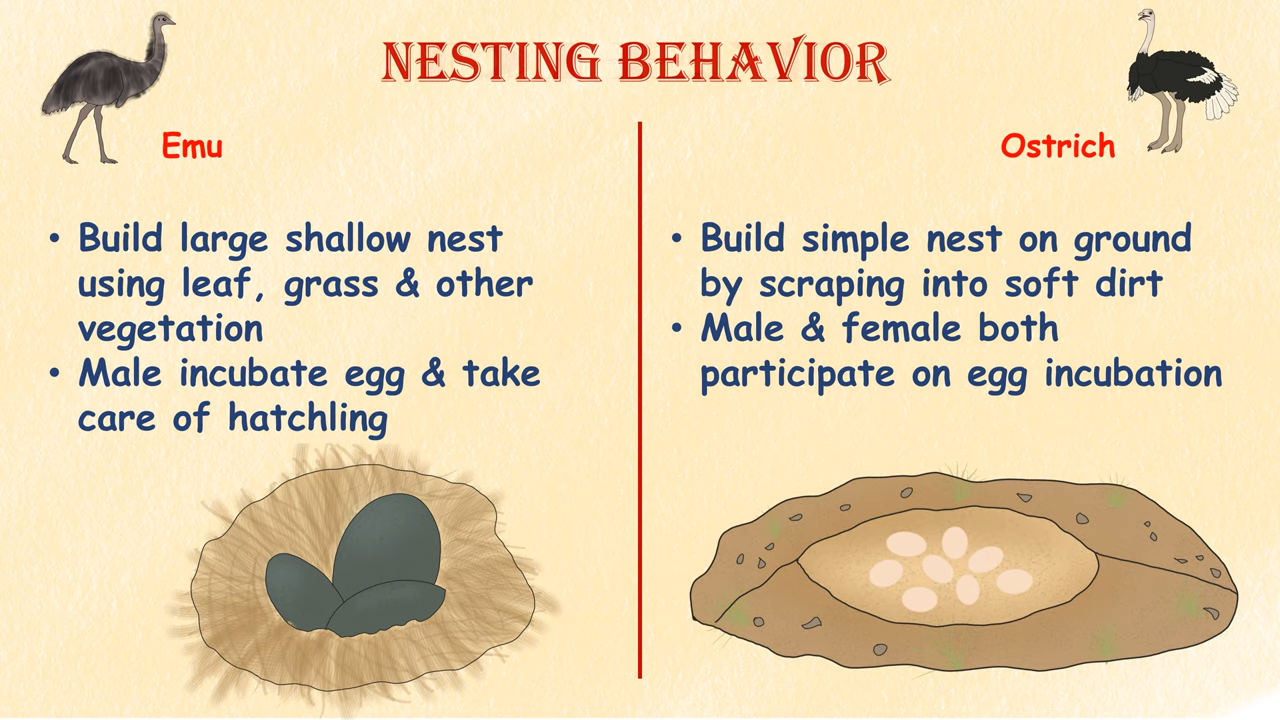 NESTING BEHAVIOR
Emu
• Build large shallow nest
using leaf, grass & other
vegetation
• Male incubate egg & take
care of hatchling
Ostrich
• Build simple nest on ground
by scraping into soft dirt
• Male & female both
participate on egg incubation